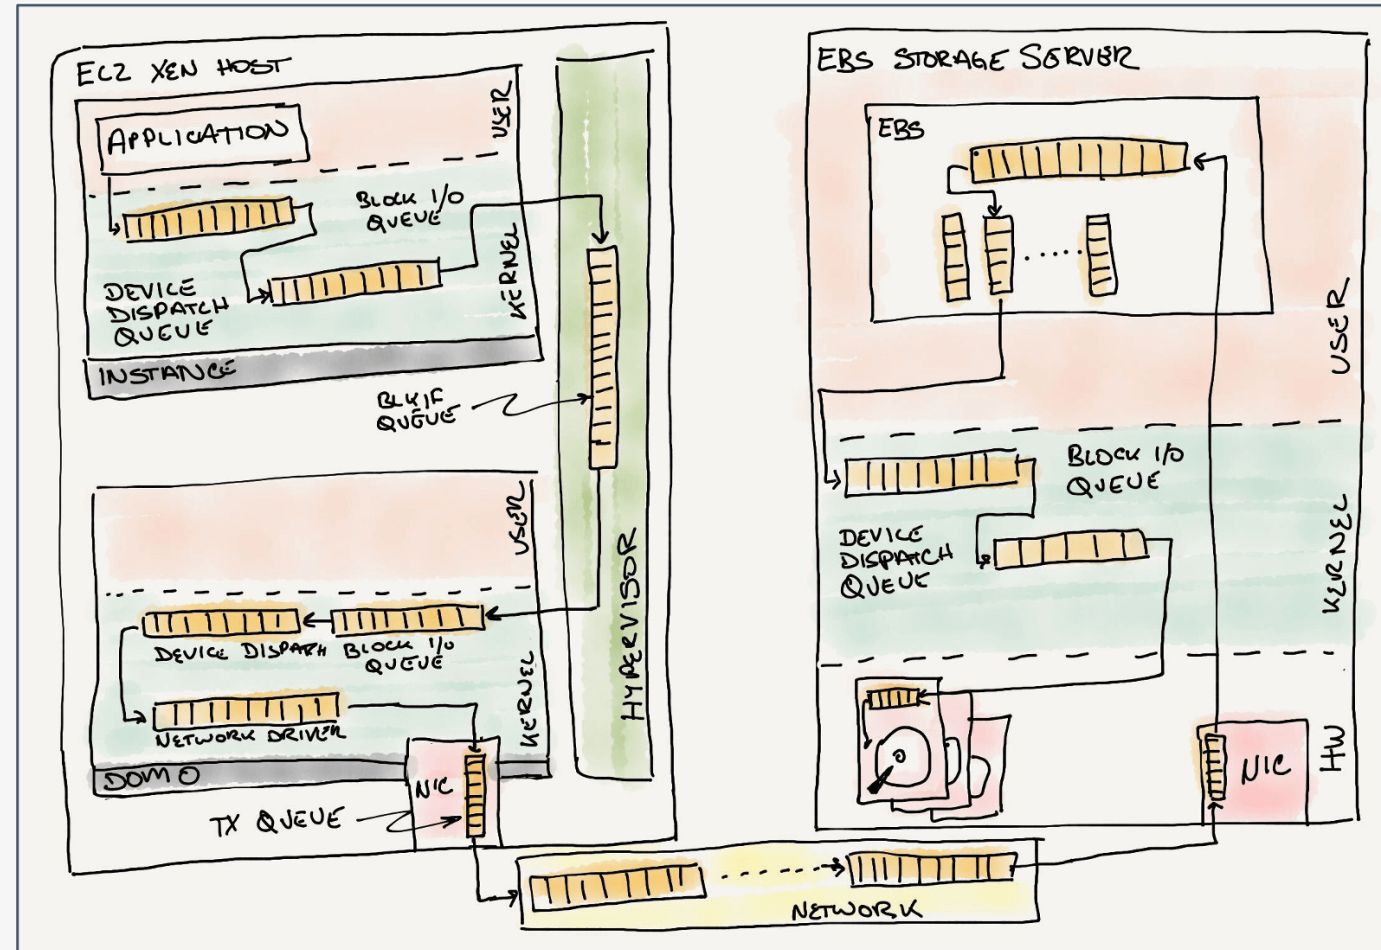 EC2 XEN HOST
USER
APPLICATION
BLOCK I/O
QUEUE
KERNEL
DEVICE
DISPATCH
QUEUE
INSTANCE
BLKIF
QUEUE
HYPERVISOR
USER
DEVICE DISPATCH
BLOCK I/O
QUEUE
KERNEL
NETWORK DRIVER
DOM 0
NIC
TX QUEUE
NETWORK
EBS STORAGE SERVER
EBS
USER
BLOCK I/O
QUEUE
DEVICE
DISPATCH
QUEUE
KERNEL
NIC
HW